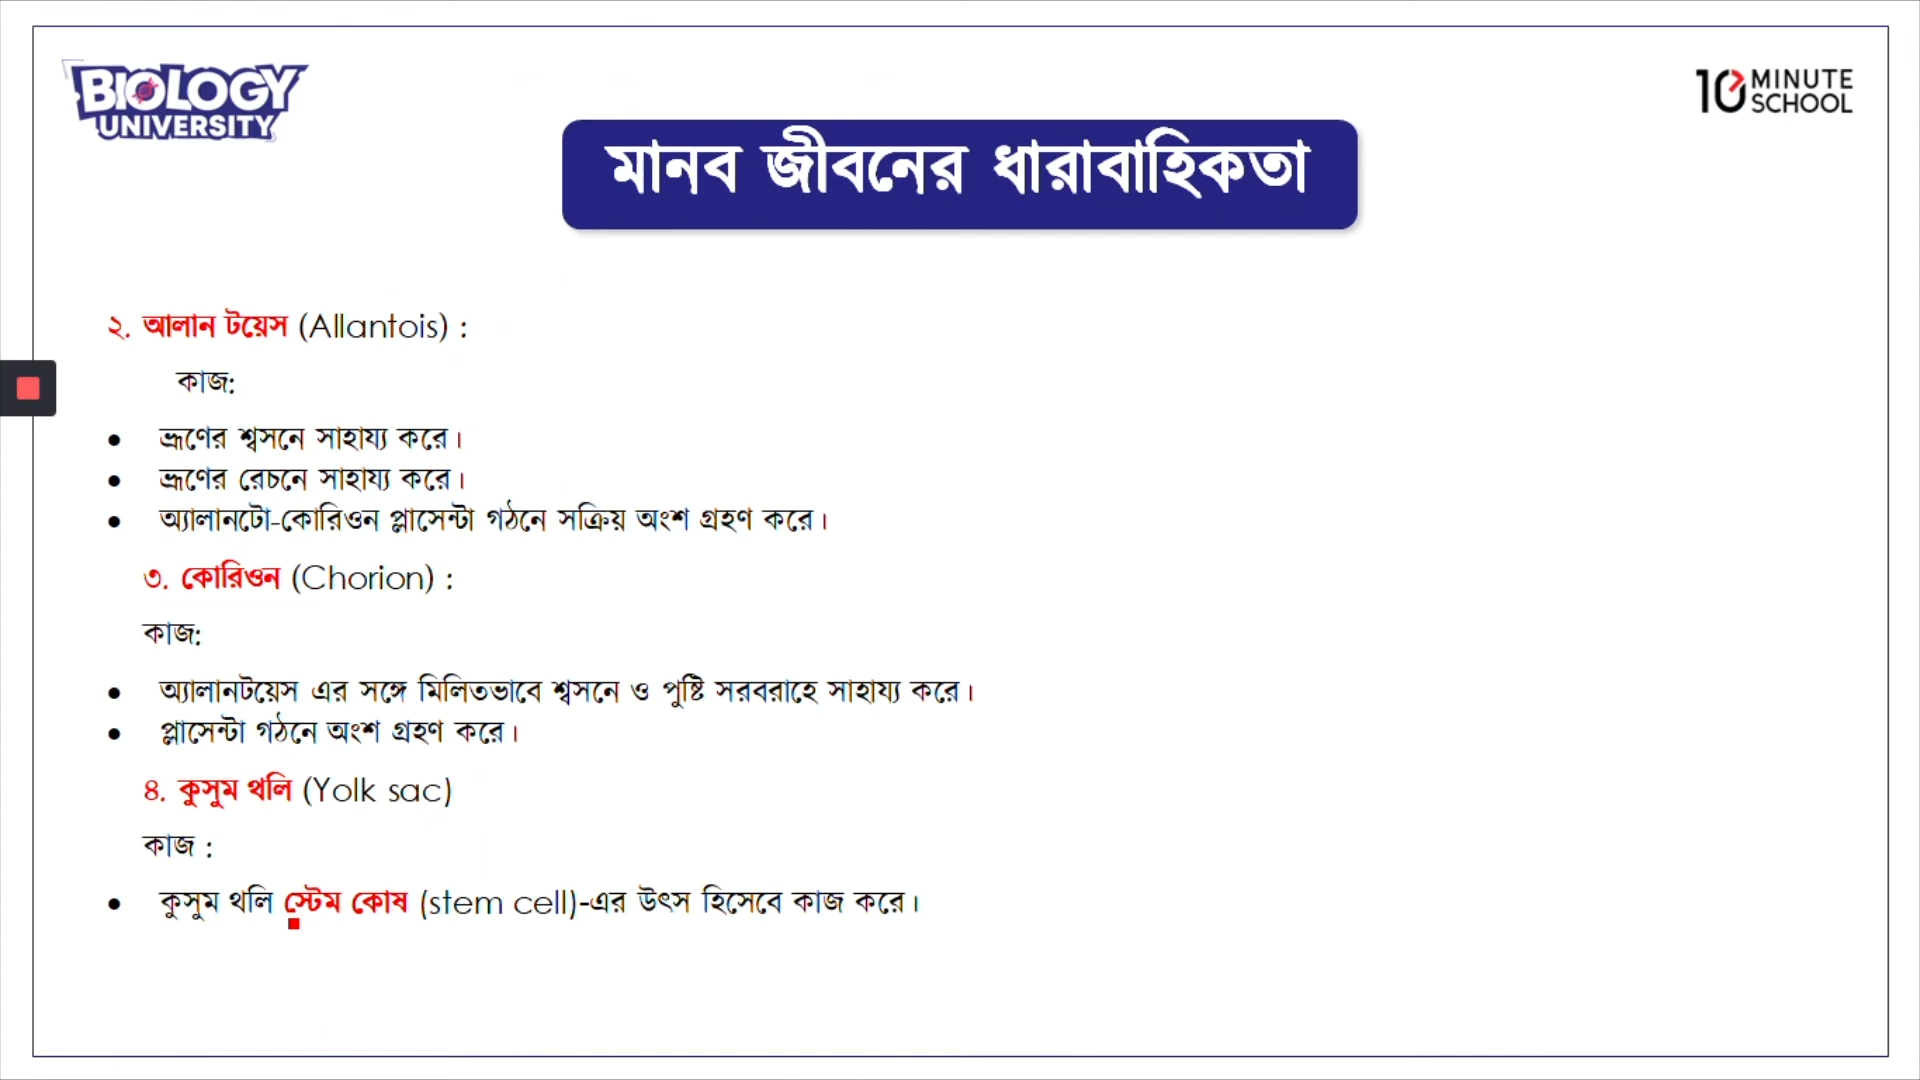 BIOLOGY
UNIVERSITY
10 MINUTE
SCHOOL
মানব জীবনের ধারাবাহিকতা
২. আলান টয়েস (Allantois) :
কাজ:
• ভ্রূণের শ্বসনে সাহায্য করে।
• ভ্রূণের রেচনে সাহায্য করে।
• অ্যালানটো-কোরিওন প্লাসেন্টা গঠনে সক্রিয় অংশ গ্রহণ করে।
৩. কোরিওন (Chorion) :
কাজ:
• অ্যালানটয়েস এর সঙ্গে মিলিতভাবে শ্বসনে ও পুষ্টি সরবরাহে সাহায্য করে।
• প্লাসেন্টা গঠনে অংশ গ্রহণ করে।
৪. কুসুম থলি (Yolk sac)
কাজ :
• কুসুম থলি স্টেম কোষ (stem cell)-এর উৎস হিসেবে কাজ করে।